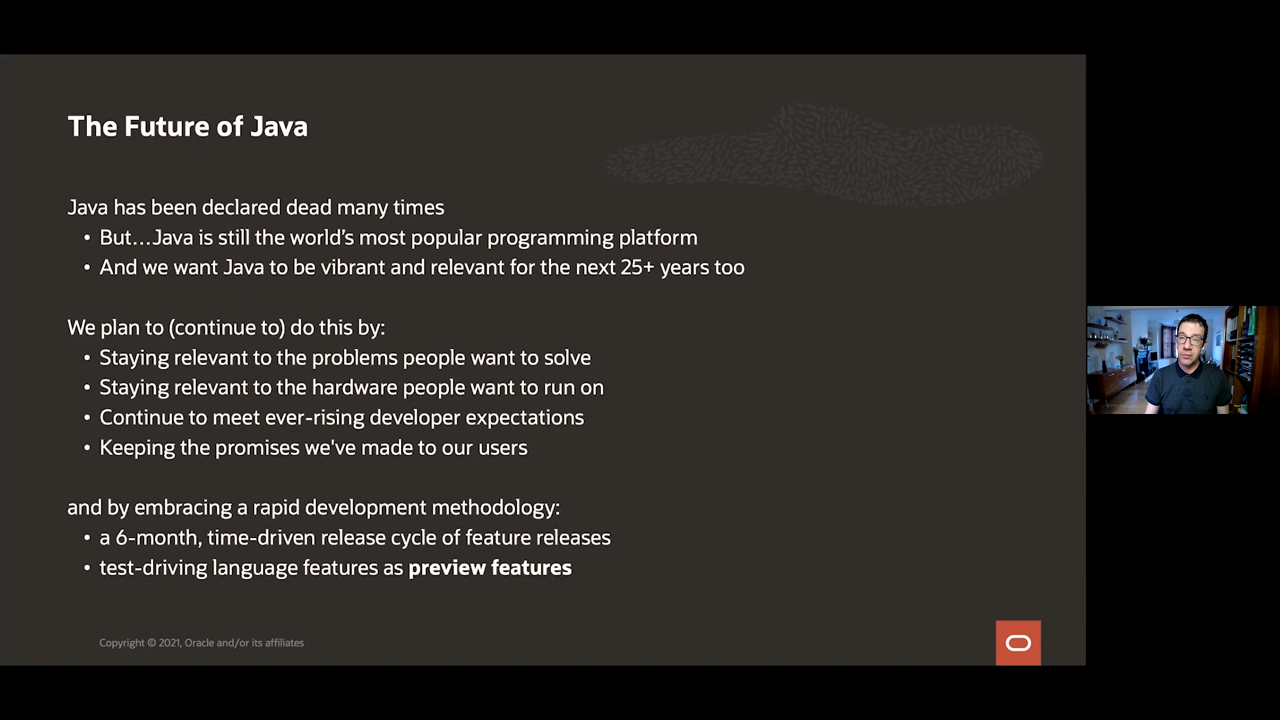 The Future of Java
Java has been declared dead many times
• But...Java is still the world's most popular programming platform
• And we want Java to be vibrant and relevant for the next 25+ years too
We plan to (continue to) do this by:
• Staying relevant to the problems people want to solve
• Staying relevant to the hardware people want to run on
• Continue to meet ever-rising developer expectations
• Keeping the promises we've made to our users
and by embracing a rapid development methodology:
• a 6-month, time-driven release cycle of feature releases
• test-driving language features as preview features
Copyright © 2021, Oracle and/or its affiliates